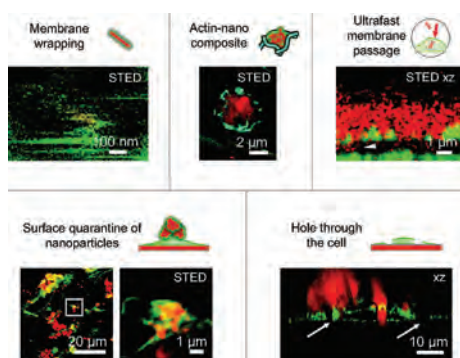 Membrane
wrapping
STED
100 nm
Actin-nano
composite
STED
2 µm
Ultrafast
membrane
passage
STED xz
1 µm
Surface quarantine of
nanoparticles
20 µm
STED
1 µm
Hole through
the cell
xz
10 µm